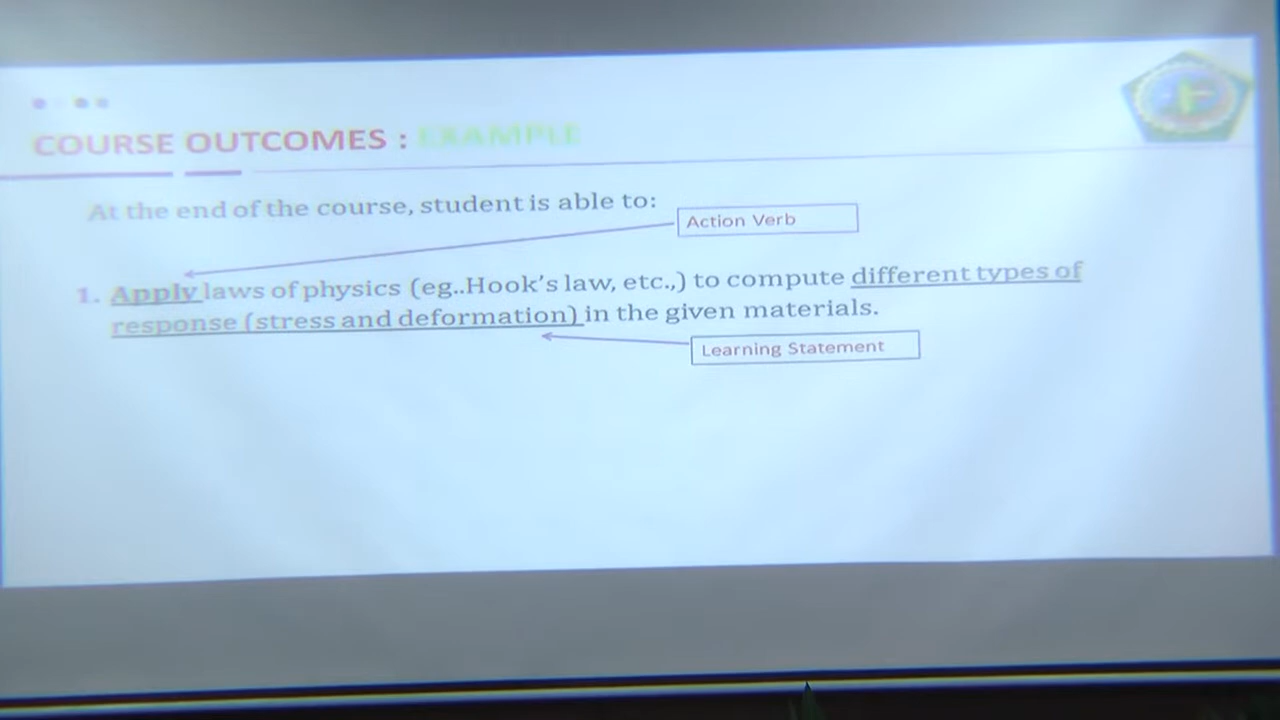 COURSE OUTCOMES : EXAMPLE
At the end of the course, student is able to:
Action Verb
1. Apply laws of physics (eg..Hook's law, etc.,) to compute different types of
response (stress and deformation) in the given materials.
Learning Statement